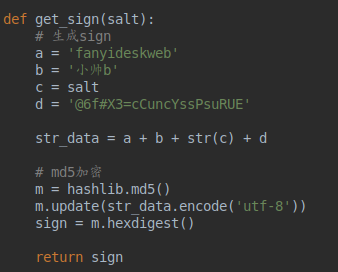 def get_sign(salt):
    # 生成sign
    a = 'fanyideskweb'
    b = '小帅b'
    c = salt
    d = '@6f#X3=cCuncYssPsuRUE'
    str_data = a + b + str(c) + d
    # md5加密
    m = hashlib.md5()
    m.update(str_data.encode('utf-8'))
    sign = m.hexdigest()
    return sign